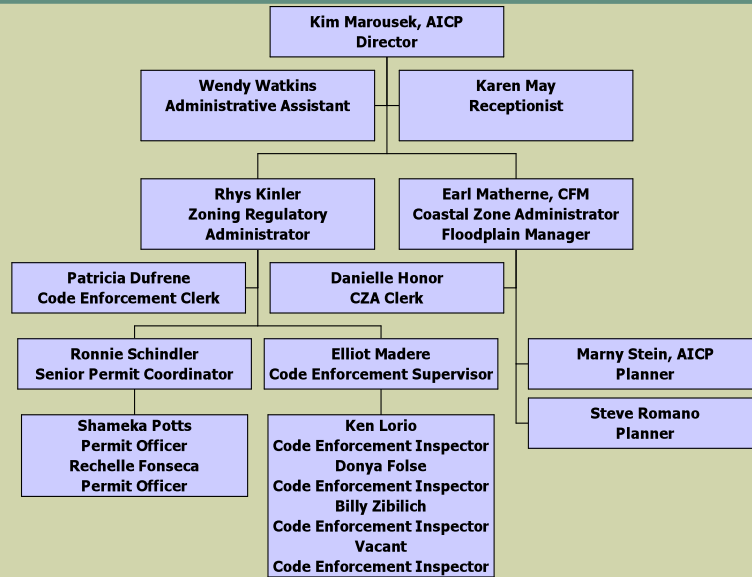 Kim Marousek, AICP
Director
Wendy Watkins
Administrative Assistant
Karen May
Receptionist
Rhys Kinler
Zoning Regulatory
Administrator
Earl Matherne, CFM
Coastal Zone Administrator
Floodplain Manager
Patricia Dufrene
Code Enforcement Clerk
Danielle Honor
CZA Clerk
Ronnie Schindler
Senior Permit Coordinator
Elliot Madere
Code Enforcement Supervisor
Marny Stein, AICP
Planner
Steve Romano
Planner
Shameka Potts
Permit Officer
Rechelle Fonseca
Permit Officer
Ken Lorio
Code Enforcement Inspector
Donya Folse
Code Enforcement Inspector
Billy Zibilich
Code Enforcement Inspector
Vacant
Code Enforcement Inspector